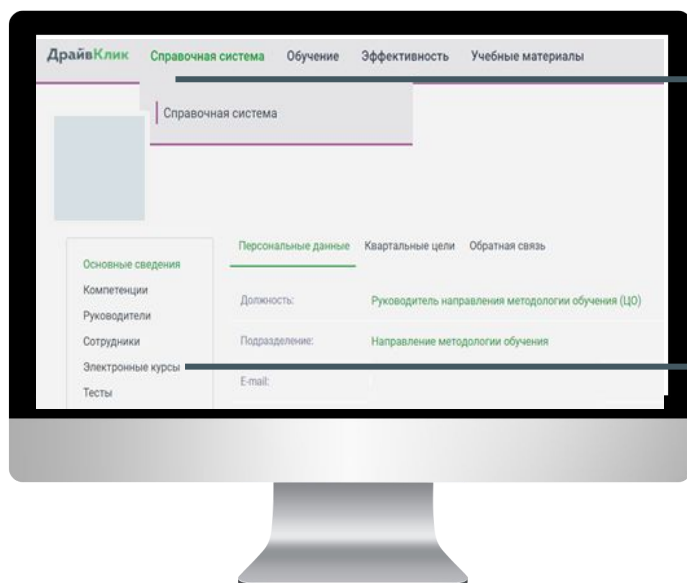 ДрайвКлик Справочная система Обучение Эффективность Учебные материалы
Справочная система
Персональные данные Квартальные цели Обратная связь
Основные сведения
Компетенции
Руководители
Сотрудники
Электронные курсы
Тесты
Должность: Руководитель направления методологии обучения (ЦО)
Подразделение: Направление методологии обучения
E-mail: